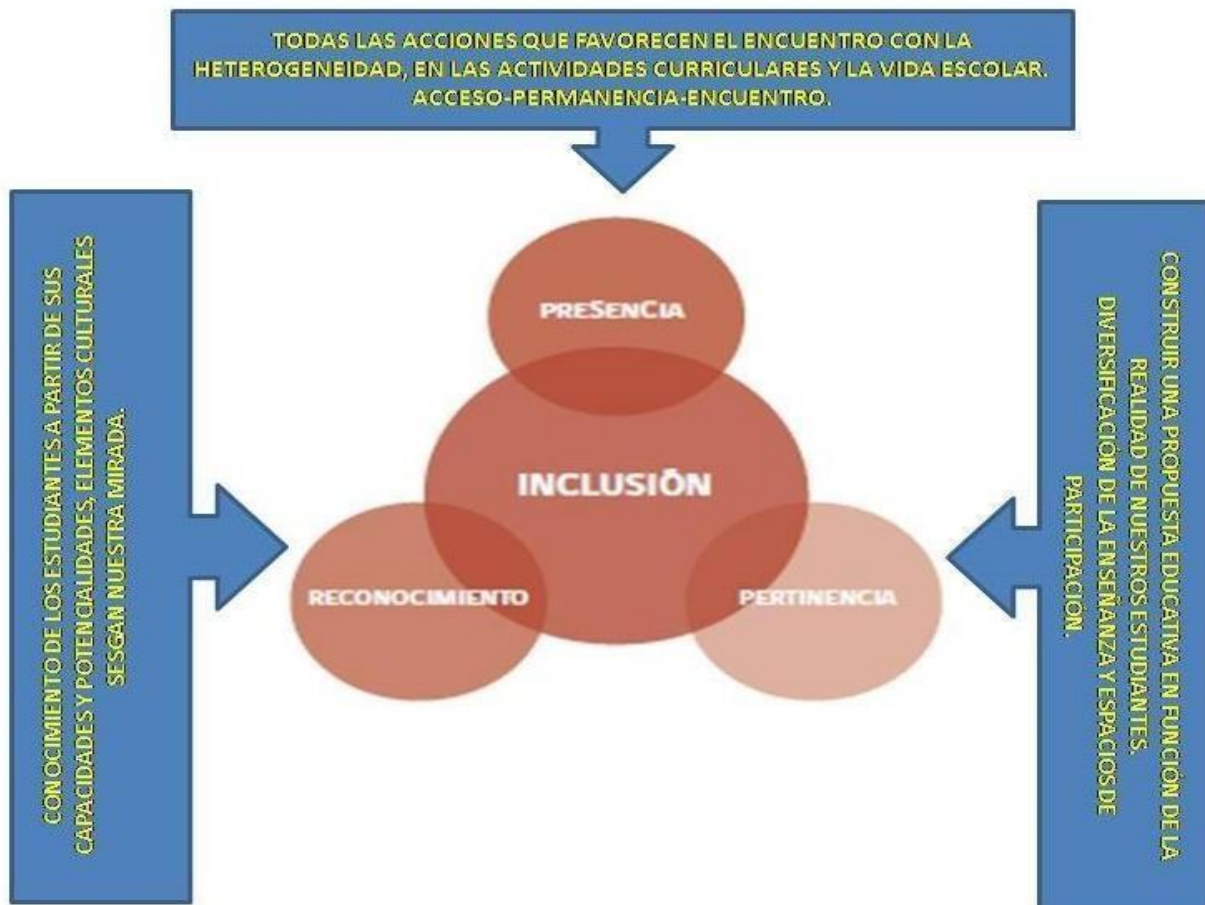 TODAS LAS ACCIONES QUE FAVORECEN EL ENCUENTRO CON LA
HETEROGENEIDAD, EN LAS ACTIVIDADES CURRICULARES Y LA VIDA ESCOLAR.
ACCESO-PERMANENCIA-ENCUENTRO.
CONOCIMIENTO DE LOS ESTUDIANTES A PARTIR DE SUS
CAPACIDADES Y POTENCIALIDADES, ELEMENTOS CULTURALES
SESGAN NUESTRA MIRADA.
PRESENCIA
INCLUSIÓN
RECONOCIMIENTO
PERTINENCIA
CONSTRUIR UNA PROPUESTA EDUCATIVA EN FUNCIÓN DE LA
REALIDAD DE NUESTROS ESTUDIANTES.
DIVERSIFICACIÓN DE LA ENSEÑANZA Y ESPACIOS DE
PARTICIPACIÓN.